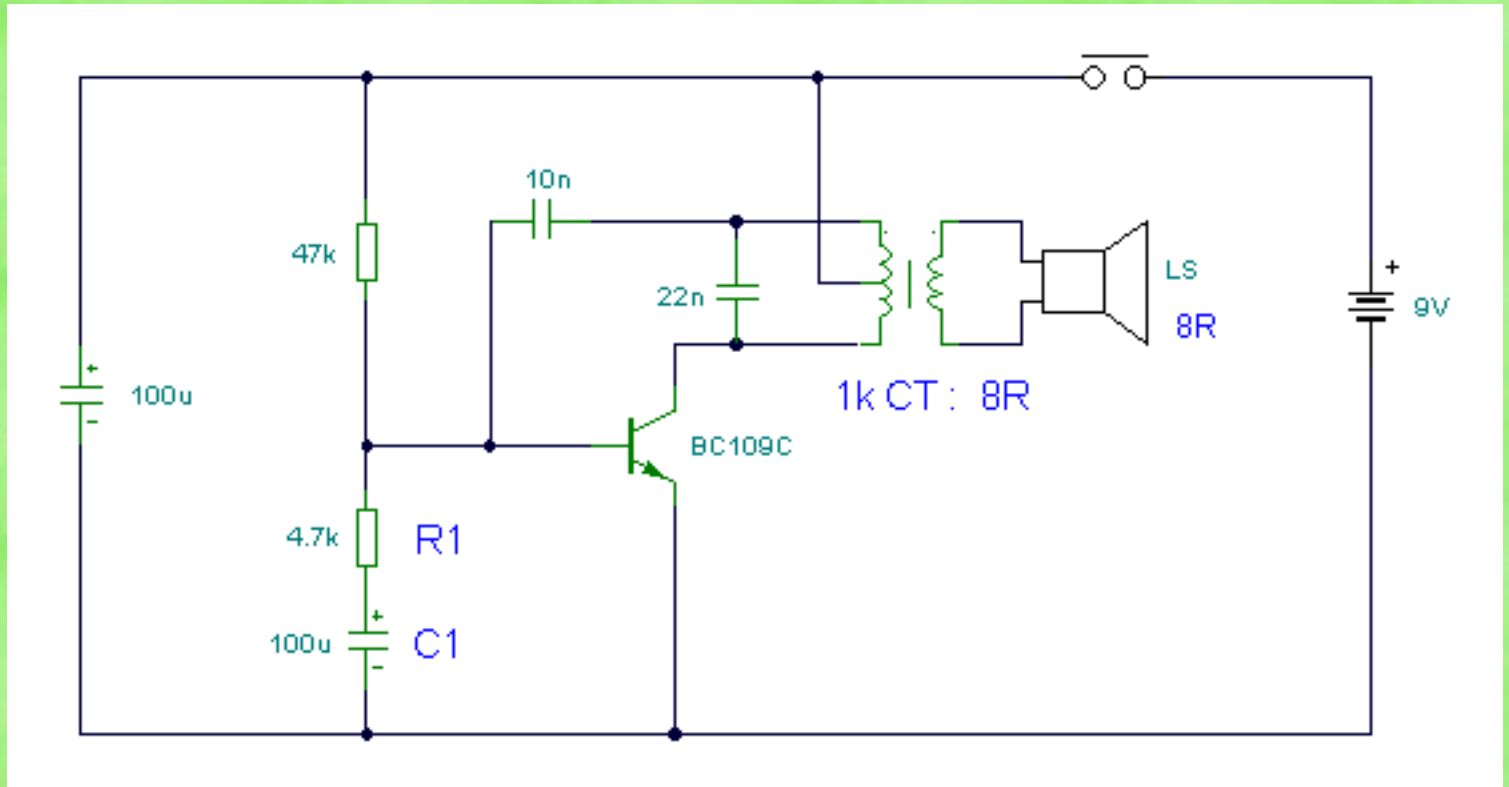 10n
47k
22n
LS
8R
+
9V
+
100u
-
1k CT : 8R
BC109C
4.7k R1
+
100u C1
-